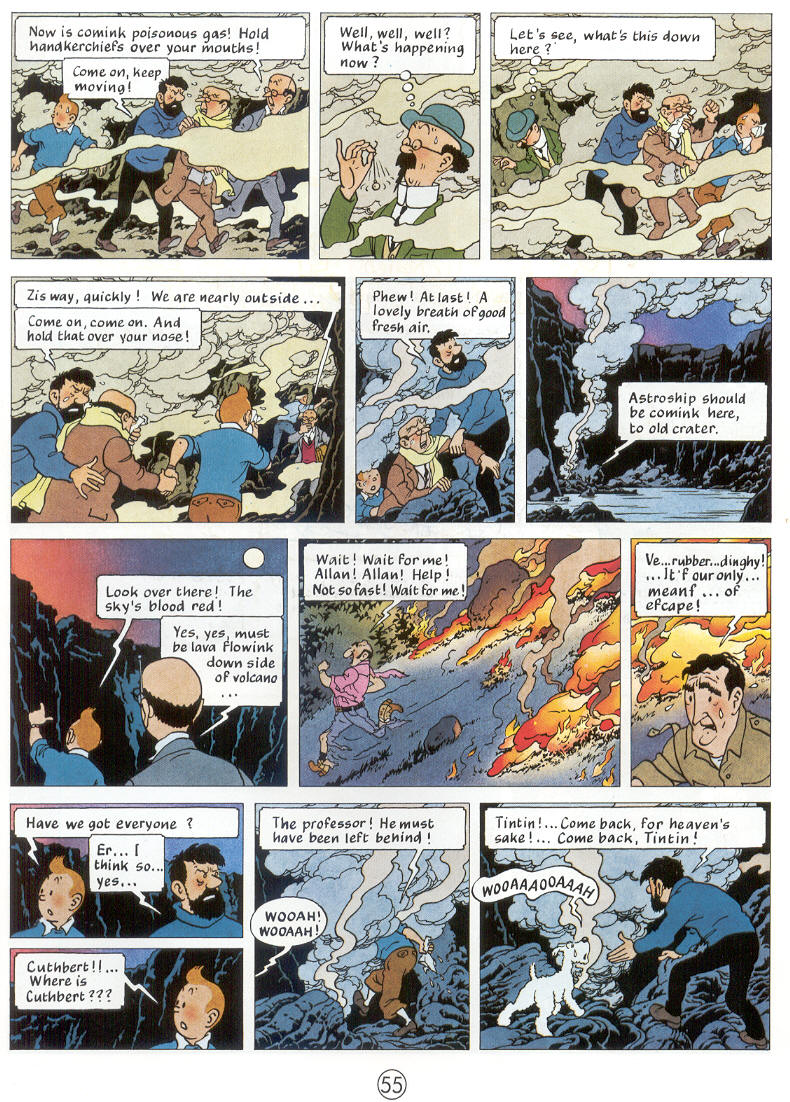 Now is comink poisonous gas! Hold
handkerchiefs over your mouths!
Come on, keep
moving!
Well, well, well?
What's happening
now?
Let's see, what's this down
here?
Zis way, quickly! We are nearly outside...
Come on, come on. And
hold that over your nose!
Phew! At last! A
lovely breath of good
fresh air.
Astroship should
be comink here,
to old crater.
Look over there! The
sky's blood red!
Yes, yes, must
be lava flowink
down side
of volcano
...
Wait! Wait for me!
Allan! Allan! Help!
Not so fast! Wait for me!
Ve...rubber...dinghy!
...It'f our only...
meanf ... of
efcape!
Have we got everyone ?
Er... I
think so...
yes...
Cuthbert!!...
Where is
Cuthbert???
The professor! He must
have been left behind!
WOOAH!
WOOAAH!
Tintin!... Come back, for heaven's
sake!... Come back, Tintin!
WOOAAAOOAAAH
55